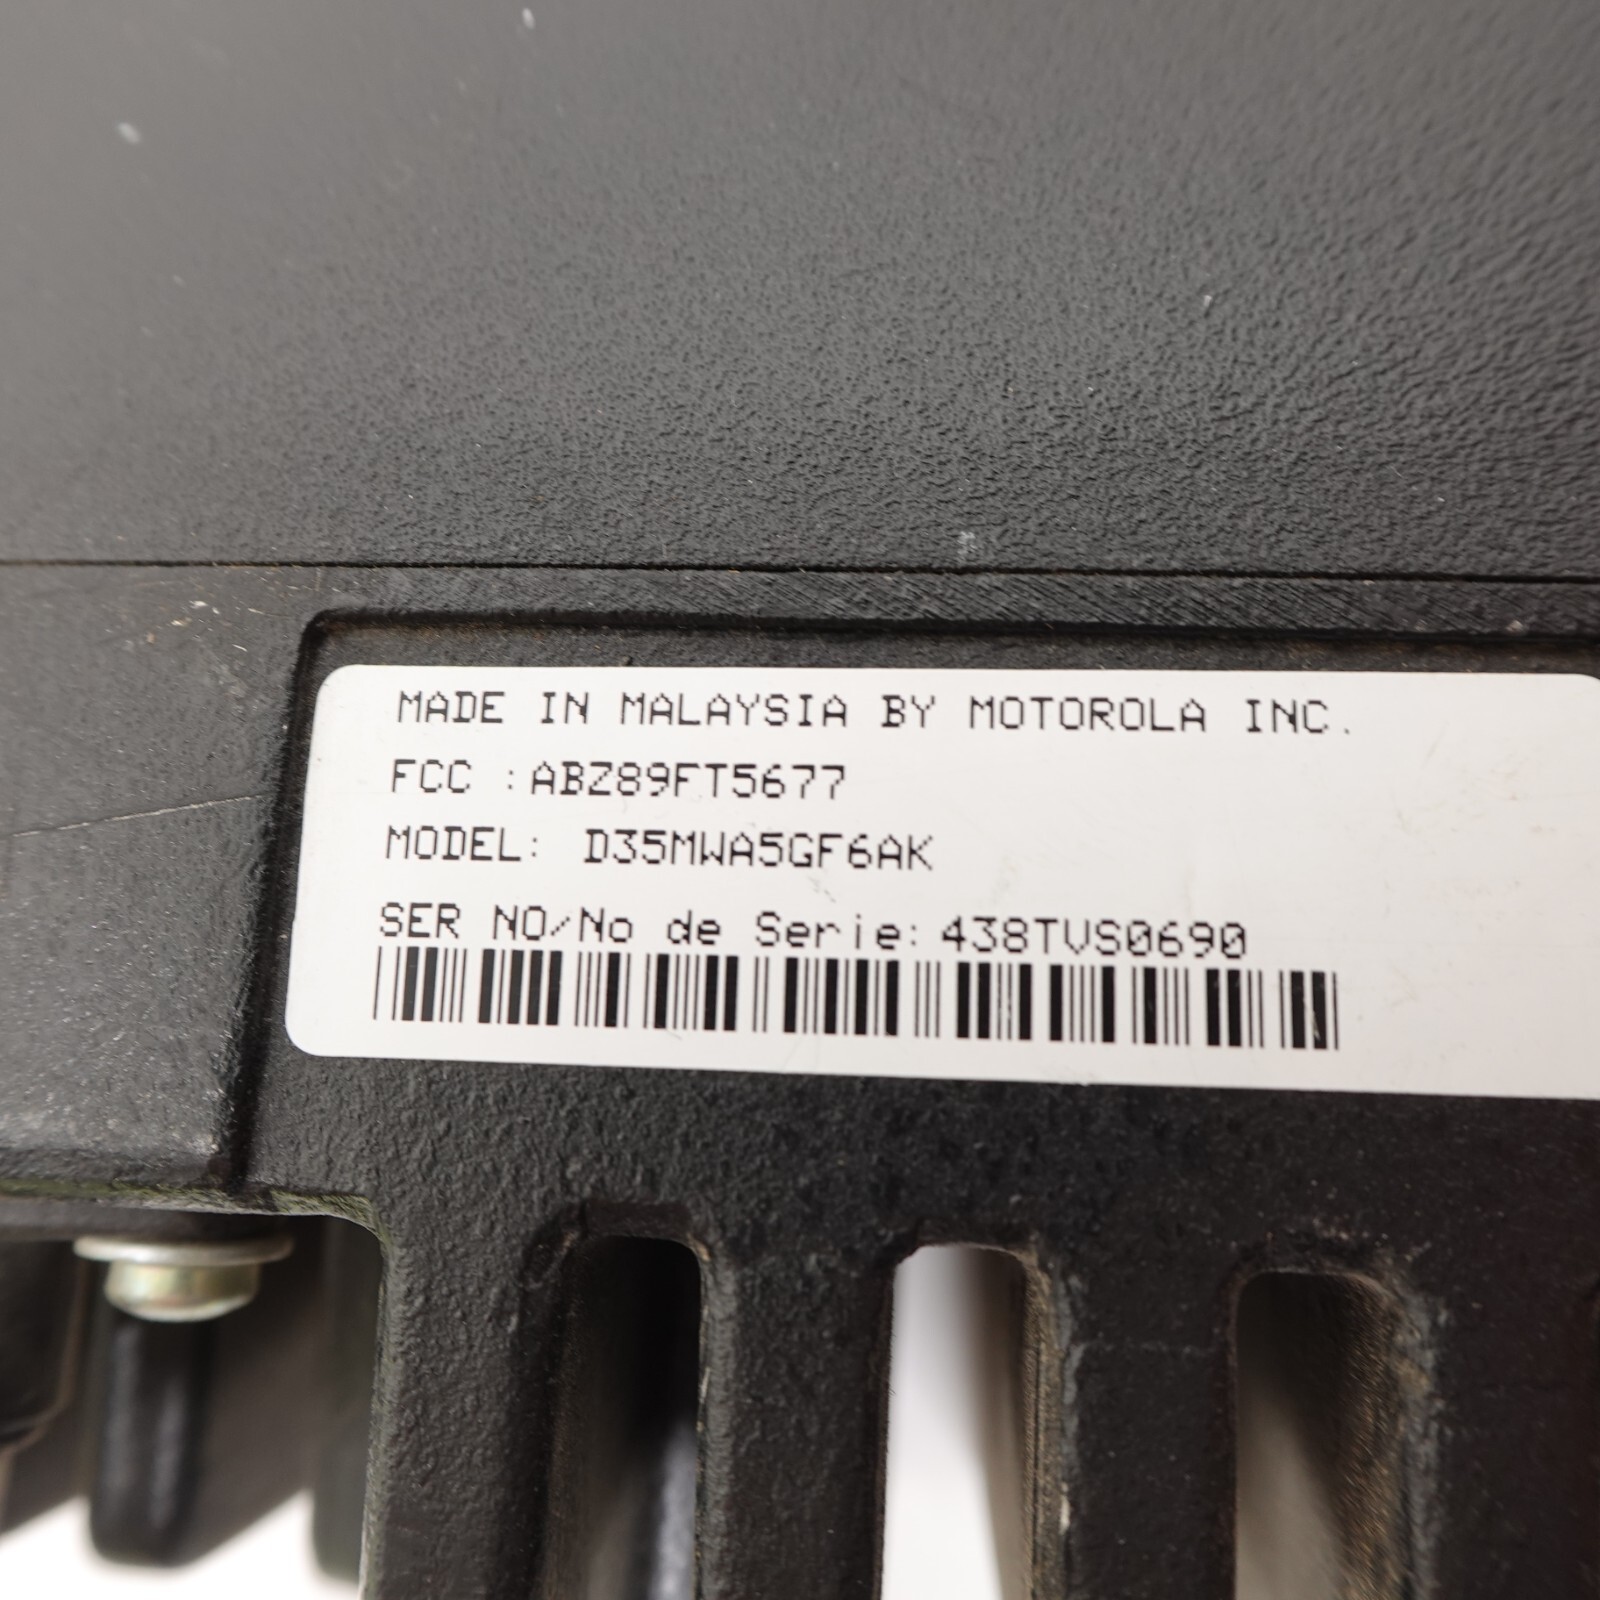 MADE IN MALAYSIA BY MOTOROLA INC.
FCC :ABZ89FT5677
MODEL: D35MWA5GF6AK
SER NO/No de Serie: 438TVS0690